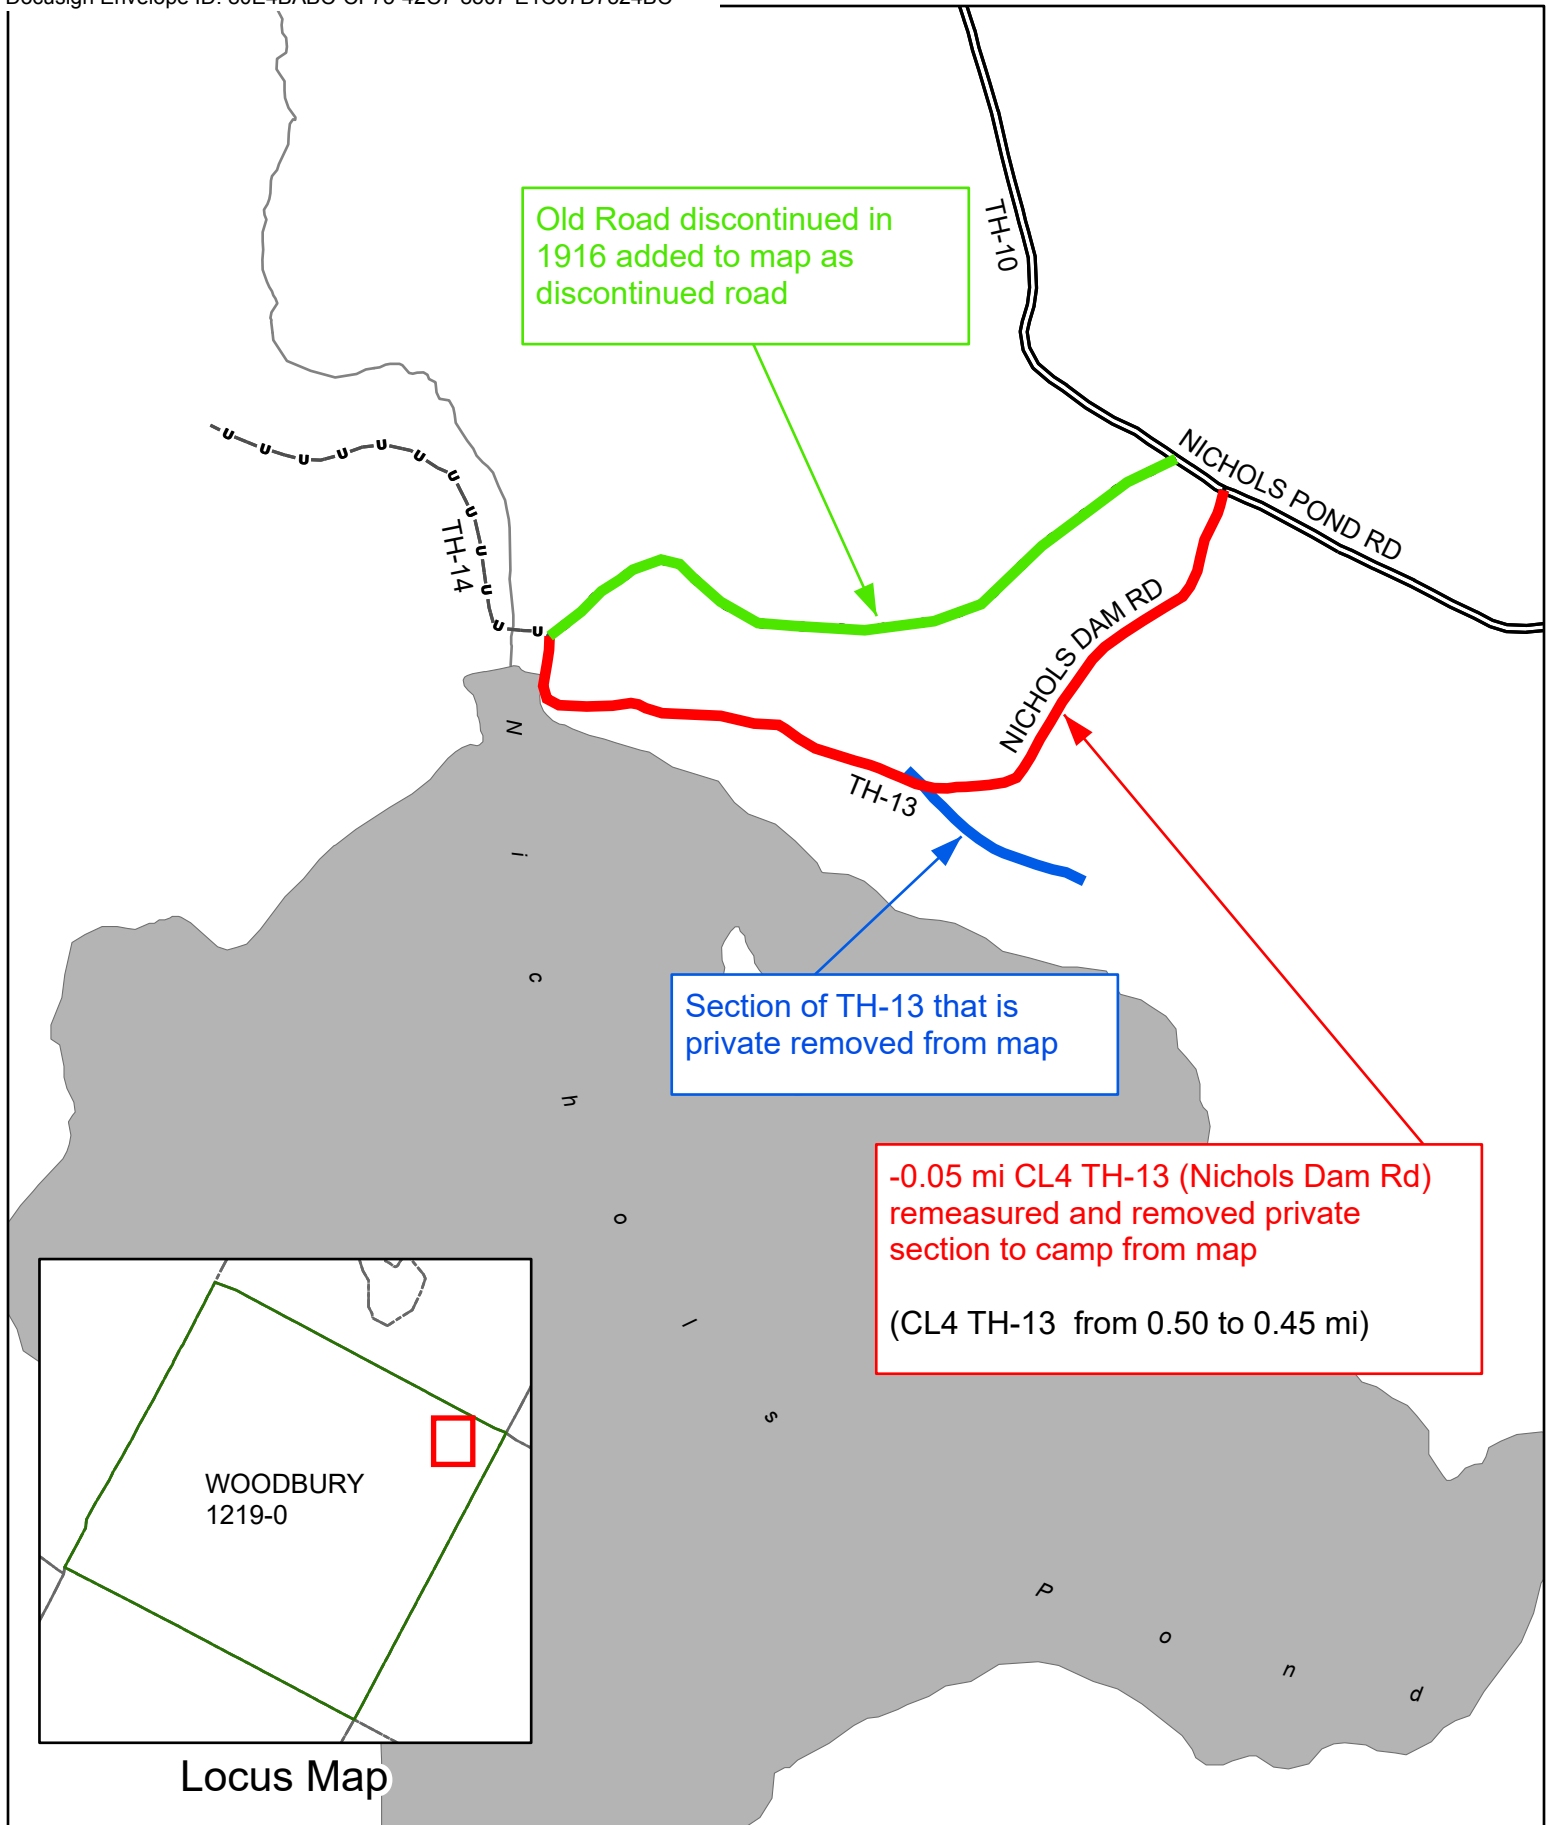 Old Road discontinued in
1916 added to map as
discontinued road
TH-10
NICHOLS POND RD
TH-14
NICHOLS DAM RD
TH-13
Section of TH-13 that is
private removed from map
-0.05 mi CL4 TH-13 (Nichols Dam Rd)
remeasured and removed private
section to camp from map
(CL4 TH-13 from 0.50 to 0.45 mi)
Nichols Pond
WOODBURY
1219-0
Locus Map
U U U U U U U U U U U U